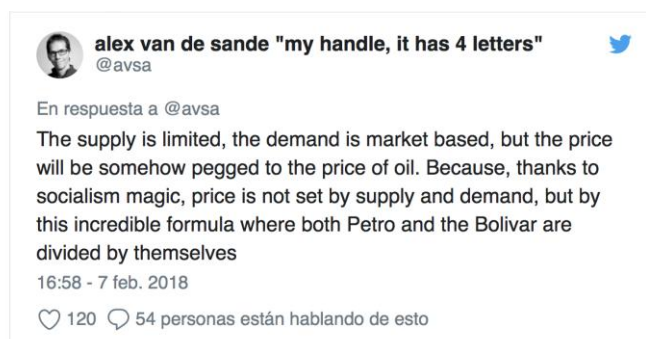 alex van de sande "my handle, it has 4 letters"
@avsa
En respuesta a @avsa
The supply is limited, the demand is market based, but the price
will be somehow pegged to the price of oil. Because, thanks to
socialism magic, price is not set by supply and demand, but by
this incredible formula where both Petro and the Bolivar are
divided by themselves
16:58 - 7 feb. 2018
120 54 personas están hablando de esto